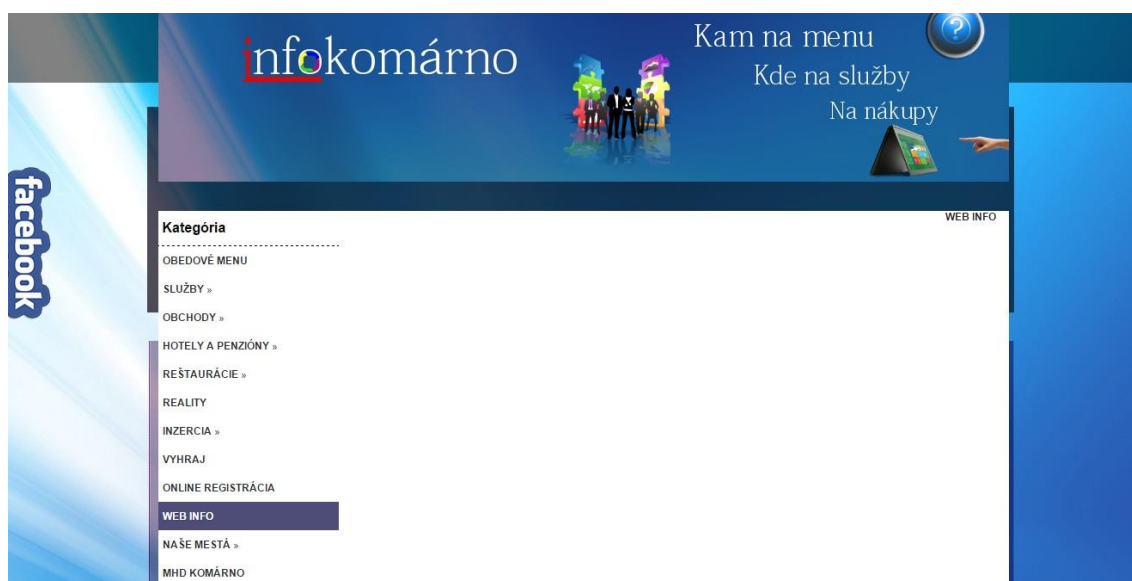 infokomárno
Kam na menu
Kde na služby
Na nákupy
facebook
WEB INFO
Kategória
OBEDOVÉ MENU
SLUŽBY »
OBCHODY »
HOTELY A PENZIÓNY »
REŠTAURÁCIE »
REALITY
INZERCIA »
VYHRAJ
ONLINE REGISTRÁCIA
WEB INFO
NAŠE MESTÁ »
MHD KOMÁRNO